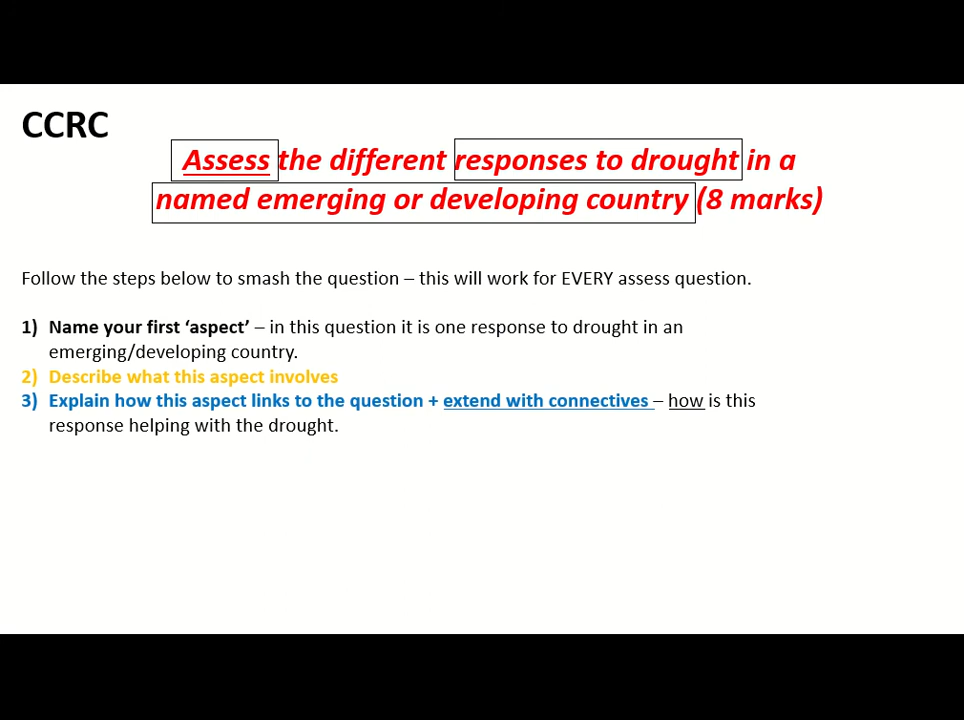 CCRC
Assess the different responses to drought in a
named emerging or developing country (8 marks)
Follow the steps below to smash the question – this will work for EVERY assess question.
1) Name your first ‘aspect’ – in this question it is one response to drought in an
emerging/developing country.
2) Describe what this aspect involves
3) Explain how this aspect links to the question + extend with connectives – how is this
response helping with the drought.